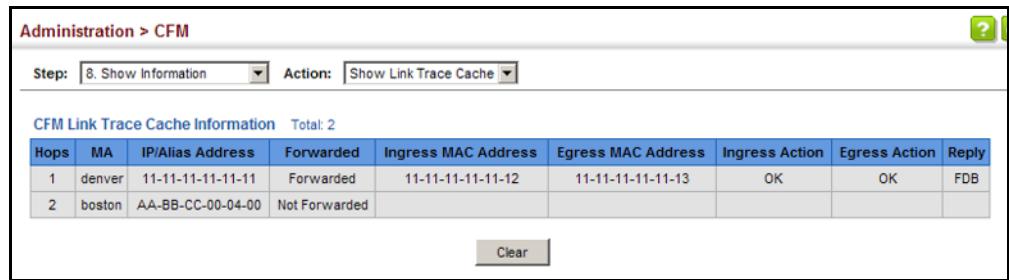 Administration > CFM
?
Step: 8. Show Information Action: Show Link Trace Cache
CFM Link Trace Cache Information Total: 2
Hops MA IP/Alias Address Forwarded Ingress MAC Address Egress MAC Address Ingress Action Egress Action Reply
1 denver 11-11-11-11-11-11 Forwarded 11-11-11-11-11-12 11-11-11-11-11-13 OK OK FDB
2 boston AA-BB-CC-00-04-00 Not Forwarded
Clear